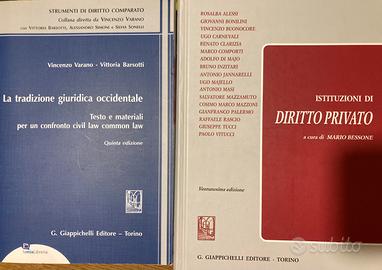 STRUMENTI DI DIRITTO COMPARATO
Collana diretta da VINCENZO VARANO
con VITTORIA BARSOTTI, ALESSANDRO SIMONI e SILVIA SONELLI
Vincenzo Varano - Vittoria Barsotti
La tradizione giuridica occidentale
Testo e materiali
per un confronto civil law common law
Quinta edizione
G. Giappichelli Editore – Torino
ROSALBA ALESSI
GIOVANNI BONILINI
VINCENZO BUONOCORE
UGO CARNEVALI
RENATO CLARIZIA
MARCO COMPORTI
ADOLFO DI MAJO
BRUNO INZITARI
ANTONIO JANNARELLI
UGO MAJELLO
ANTONIO MASI
SALVATORE MAZZAMUTO
COSIMO MARCO MAZZONI
GIANFRANCO PALERMO
RAFFAELE RASCIO
GIUSEPPE TUCCI
PAOLO VITUCCI
ISTITUZIONI DI
DIRITTO PRIVATO
a cura di MARIO BESSONE
Ventunesima edizione
G. GIAPPICHELLI EDITORE - TORINO
subito